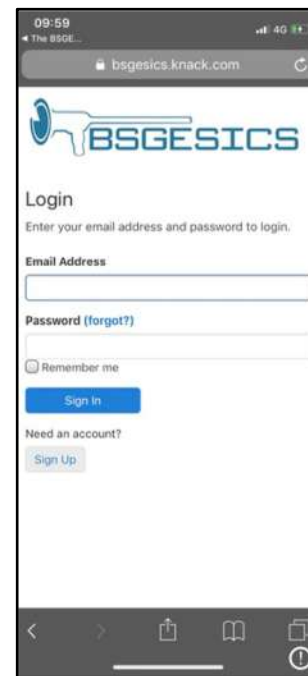 09:59
4G
◀ The BSGE...
bsgesics.knack.com
BSGESICS
Login
Enter your email address and password to login.
Email Address
Password (forgot?)
Remember me
Sign In
Need an account?
Sign Up